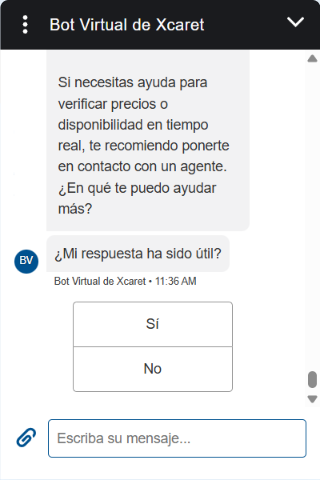 Bot Virtual de Xcaret
Si necesitas ayuda para
verificar precios o
disponibilidad en tiempo
real, te recomiendo ponerte
en contacto con un agente.
¿En qué te puedo ayudar
más?
¿Mi respuesta ha sido útil?
BV
Bot Virtual de Xcaret • 11:36 AM
Sí
No
Escriba su mensaje...